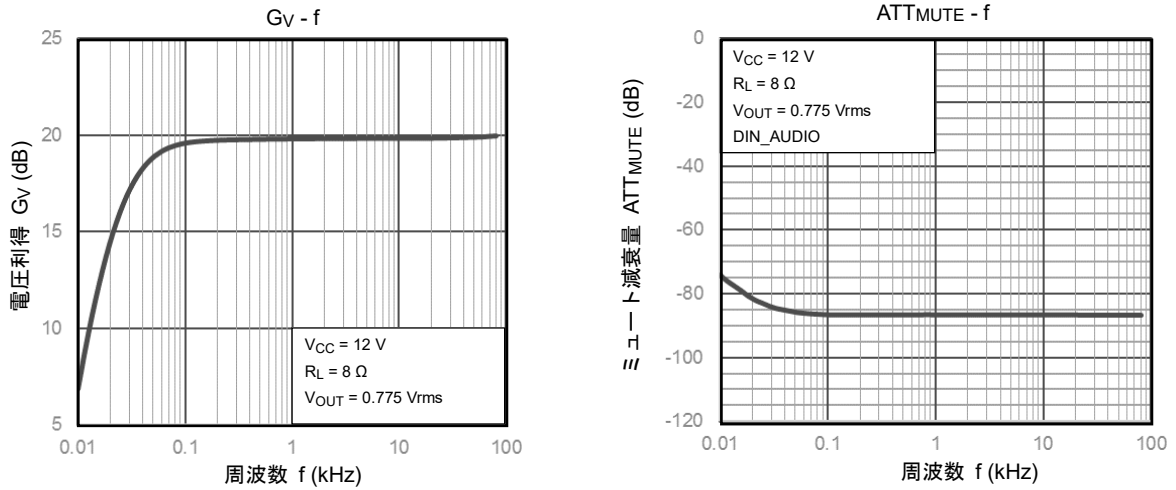 GV - f
25
20
15
10
5
0.01 0.1 1 10 100
電圧利得 GV (dB)
周波数 f (kHz)
VCC = 12 V
RL = 8 Ω
VOUT = 0.775 Vrms
ATTMUTE - f
0
-20
-40
-60
-80
-100
-120
0.01 0.1 1 10 100
ミュート減衰量 ATTMUTE (dB)
周波数 f (kHz)
VCC = 12 V
RL = 8 Ω
VOUT = 0.775 Vrms
DIN_AUDIO